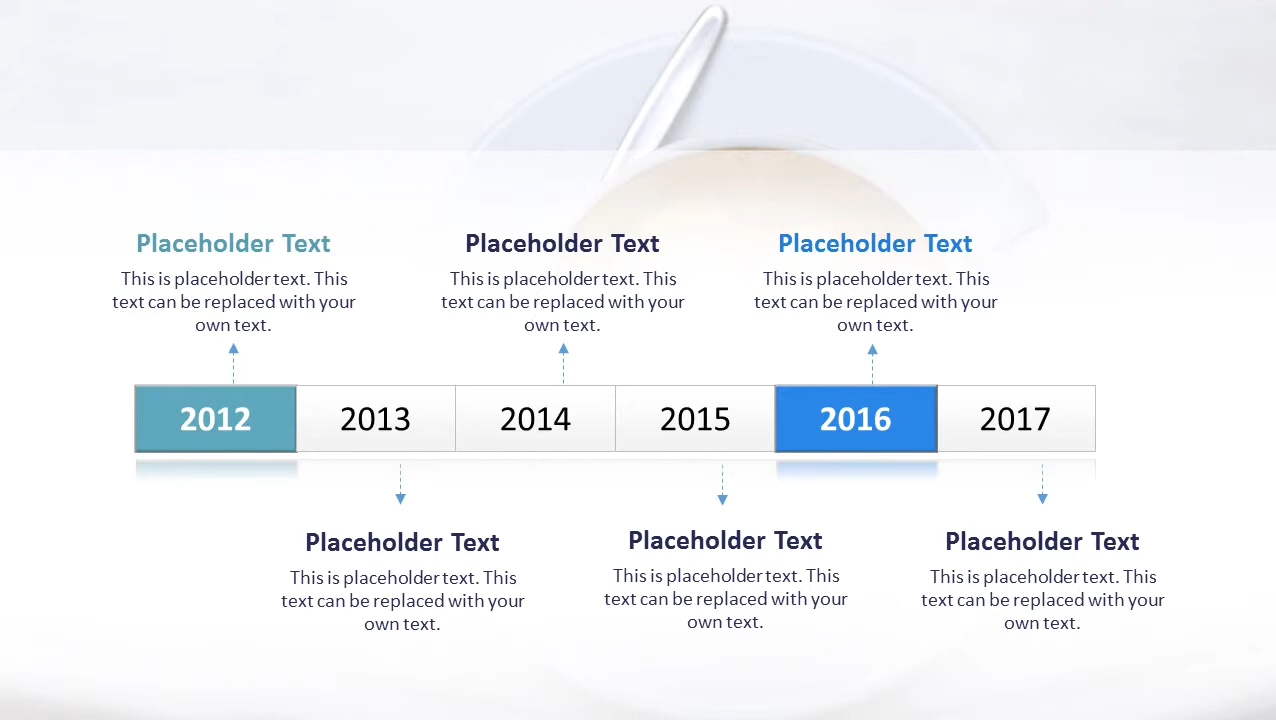 Placeholder Text
This is placeholder text. This
text can be replaced with your
own text.
Placeholder Text
This is placeholder text. This
text can be replaced with your
own text.
Placeholder Text
This is placeholder text. This
text can be replaced with your
own text.
2012 2013 2014 2015 2016 2017
Placeholder Text
This is placeholder text. This
text can be replaced with your
own text.
Placeholder Text
This is placeholder text. This
text can be replaced with your
own text.
Placeholder Text
This is placeholder text. This
text can be replaced with your
own text.